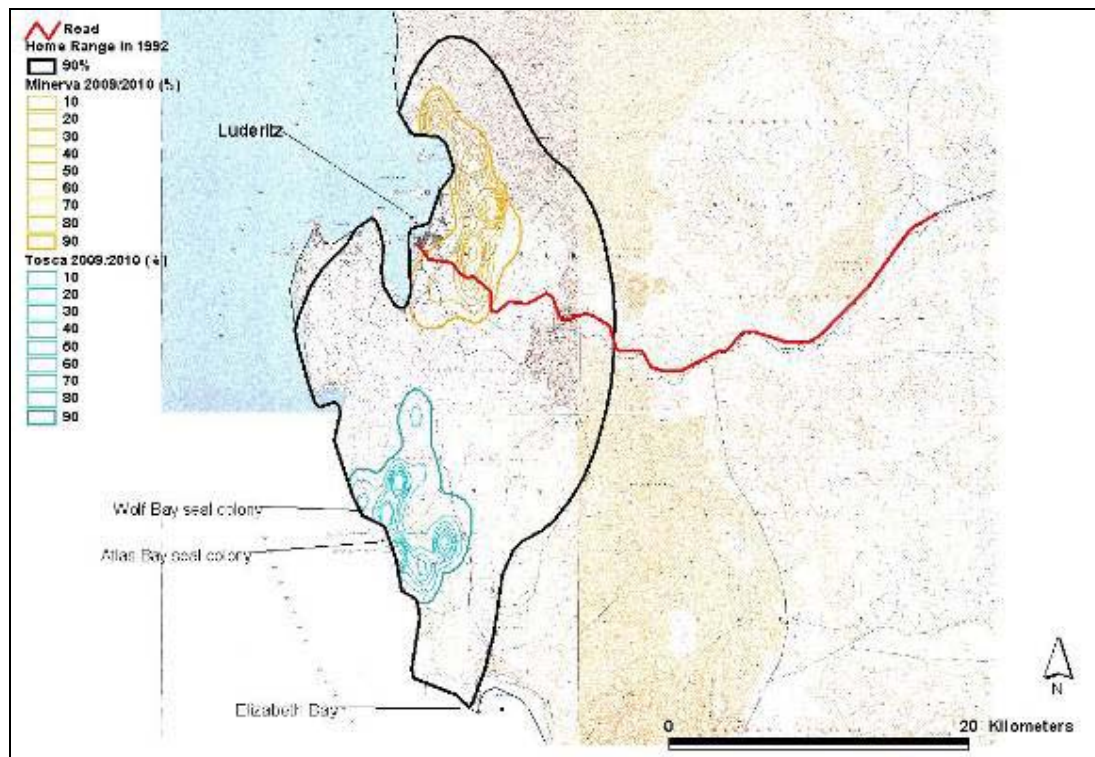 Road
Home Range in 1992
90%
Minerva 2009/2010 (%)
10
20
30
40
50
60
70
80
90
Tosca 2009/2010 (%)
10
20
30
40
50
60
70
80
90
Luderitz
Wolf Bay seal colony
Atlas Bay seal colony
Elizabeth Bay
N
0 20 Kilometers